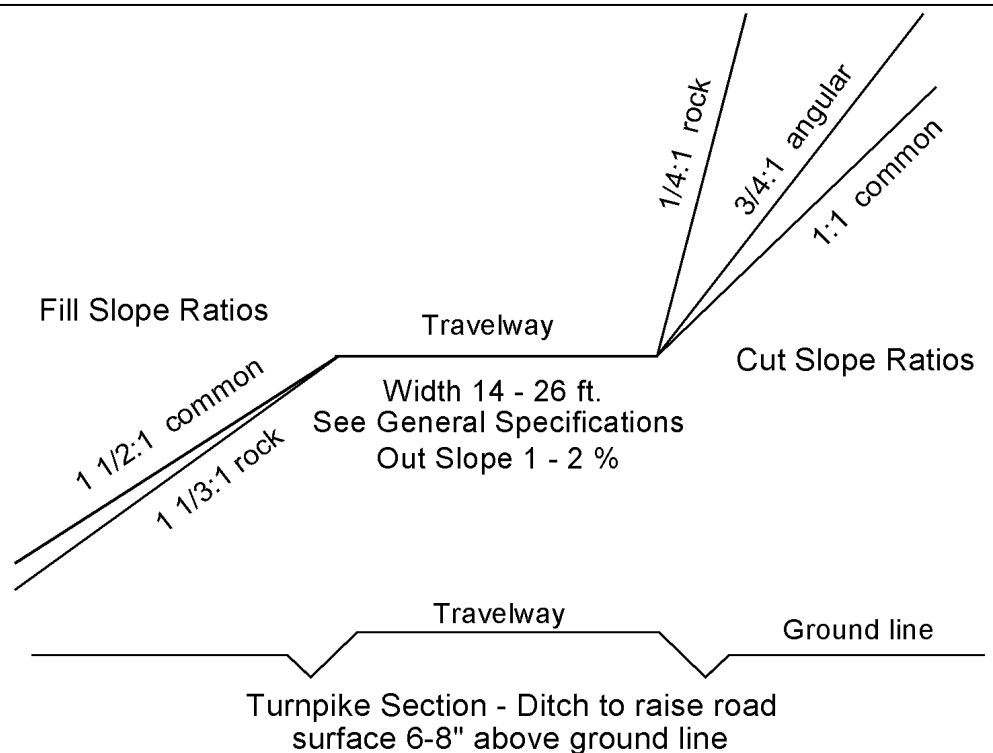 1/4:1 rock
3/4:1 angular
1:1 common
Fill Slope Ratios
Travelway
Cut Slope Ratios
Width 14 - 26 ft.
See General Specifications
Out Slope 1 - 2 %
1 1/2:1 common
1 1/3:1 rock
Travelway
Ground line
Turnpike Section - Ditch to raise road
surface 6-8" above ground line